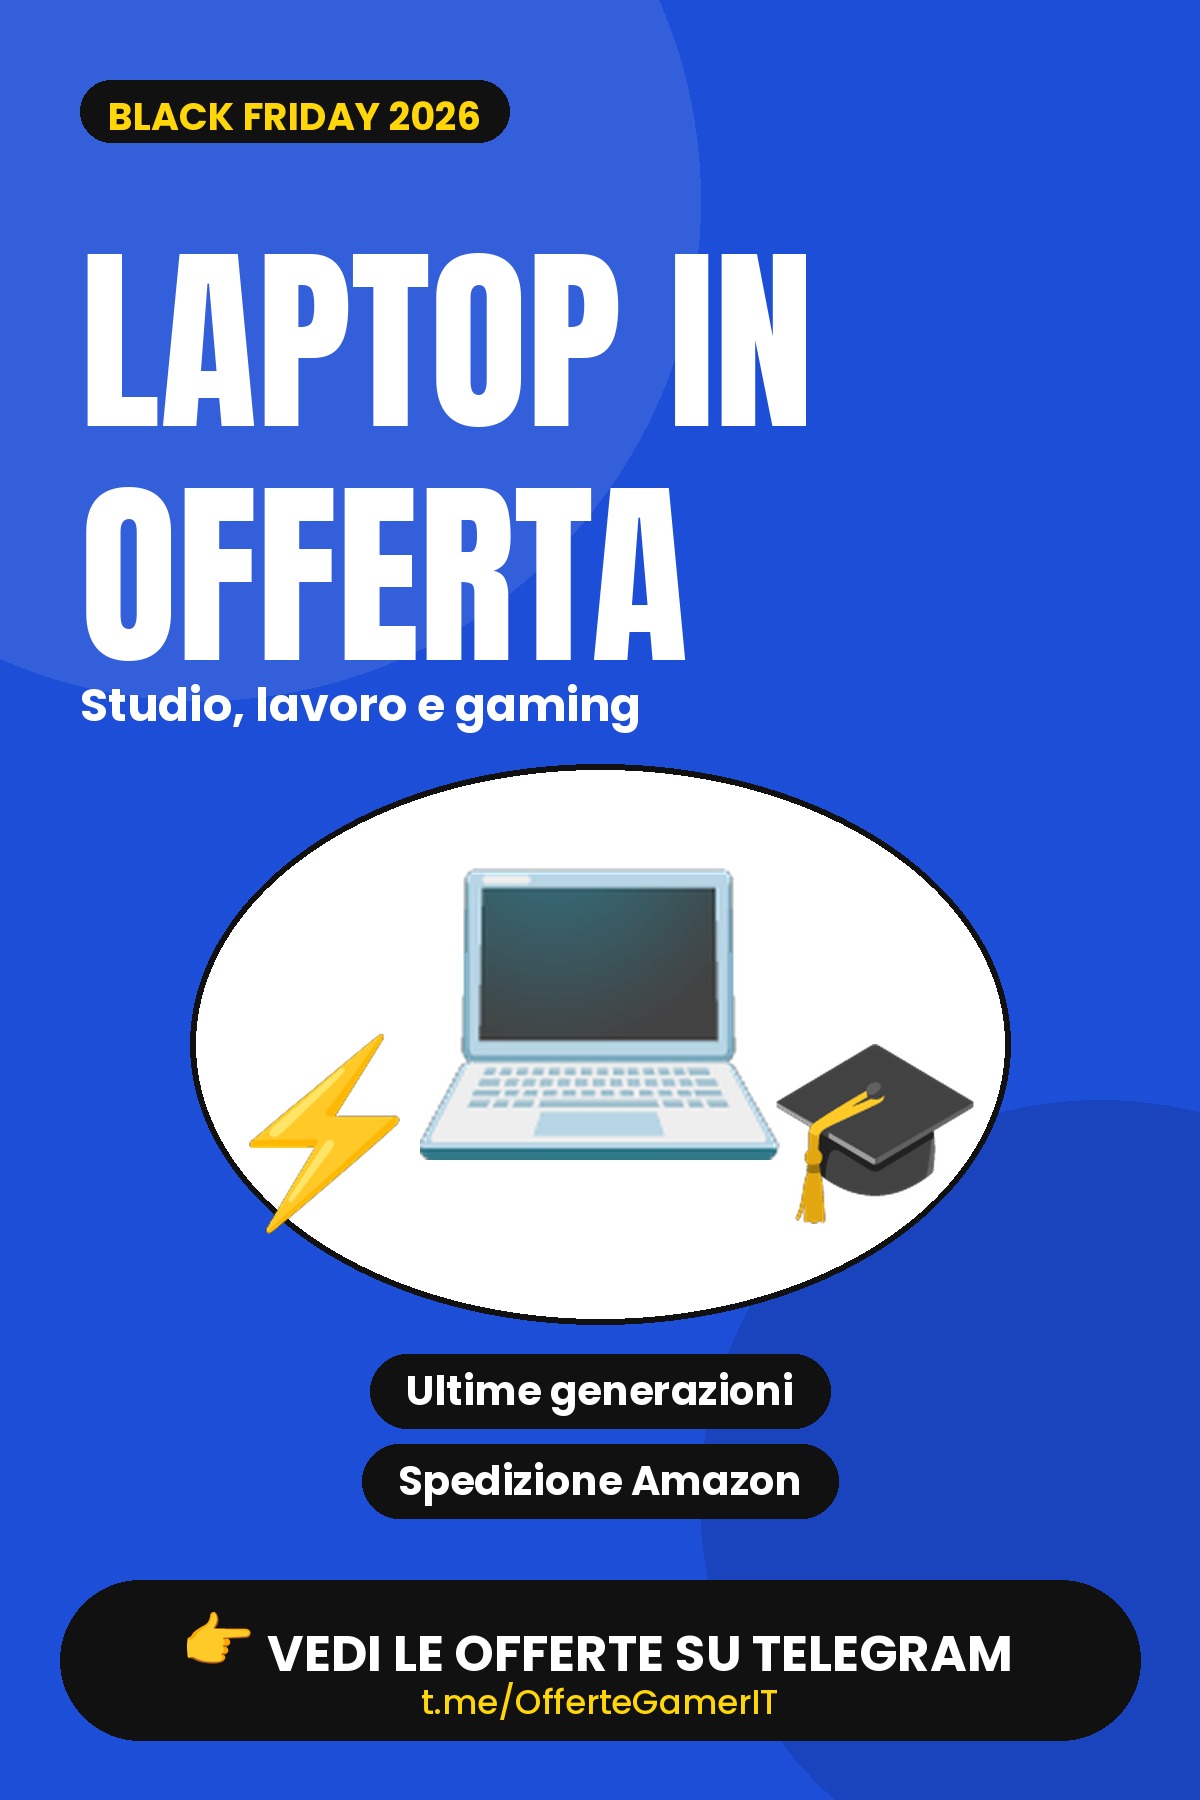 BLACK FRIDAY 2026
LAPTOP IN
OFFERTA
Studio, lavoro e gaming
Ultime generazioni
Spedizione Amazon
👉 VEDI LE OFFERTE SU TELEGRAM
t.me/OfferteGamerIT